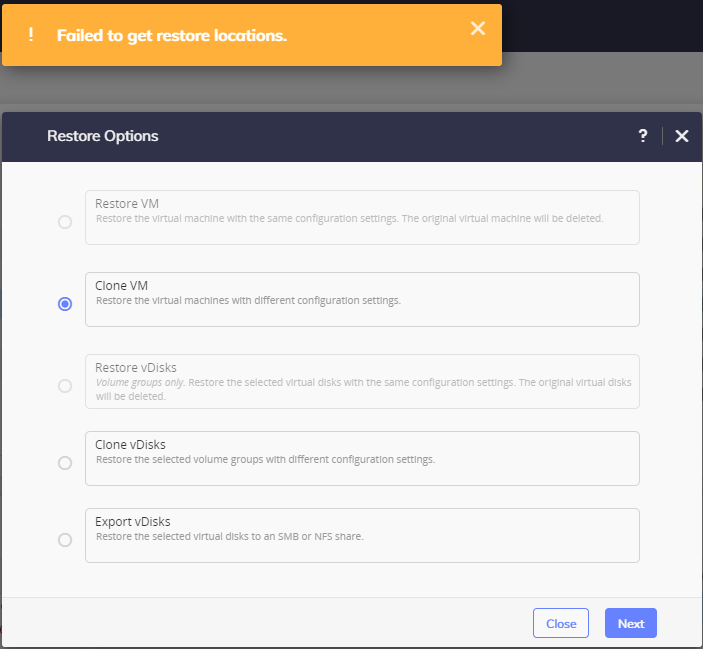 ! Failed to get restore locations.
Restore Options ?
Restore VM
Restore the virtual machine with the same configuration settings. The original virtual machine will be deleted.
Clone VM
Restore the virtual machines with different configuration settings.
Restore vDisks
Volume groups only. Restore the selected virtual disks with the same configuration settings. The original virtual disks
will be deleted.
Clone vDisks
Restore the selected volume groups with different configuration settings.
Export vDisks
Restore the selected virtual disks to an SMB or NFS share.
Close Next